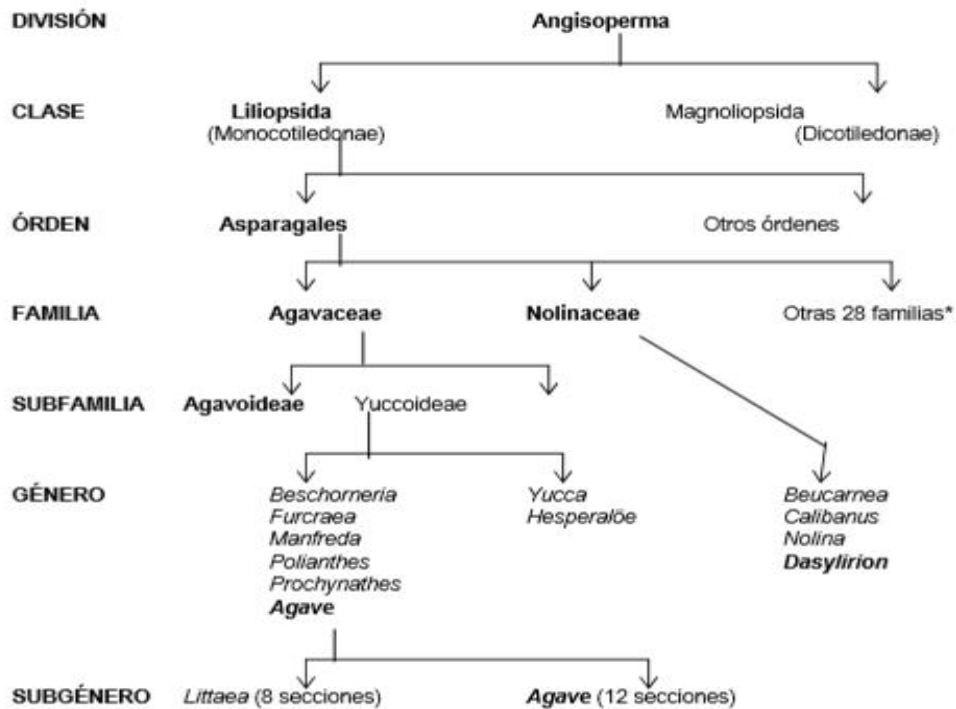 DIVISIÓN Angisoperma
CLASE Liliopsida Magnoliopsida
(Monocotiledonae) (Dicotiledonae)
ÓRDEN Asparagales Otros órdenes
FAMILIA Agavaceae Nolinaceae Otras 28 familias*
SUBFAMILIA Agavoideae Yuccoideae
GÉNERO Beschorneria Yucca Beucarnea
Furcraea Hesperalöe Calibanus
Manfreda Nolina
Polianthes Dasylirion
Prochynathes
Agave
SUBGÉNERO Littaea (8 secciones) Agave (12 secciones)